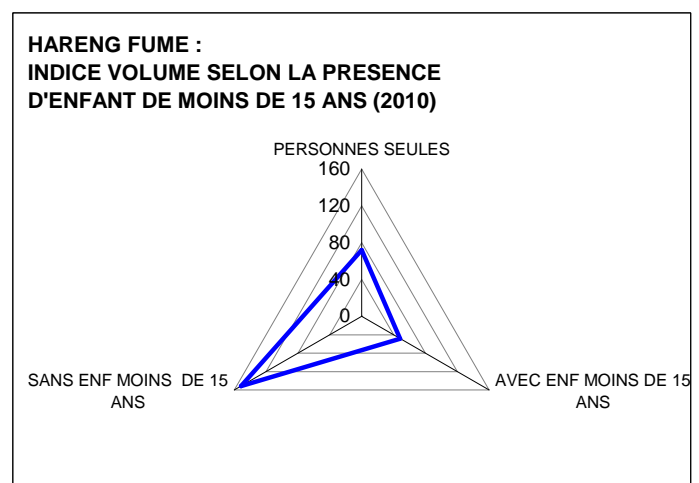 HARENG FUME :
INDICE VOLUME SELON LA PRESENCE
D'ENFANT DE MOINS DE 15 ANS (2010)
PERSONNES SEULES
160
120
80
40
0
SANS ENF MOINS DE 15
ANS
AVEC ENF MOINS DE 15
ANS